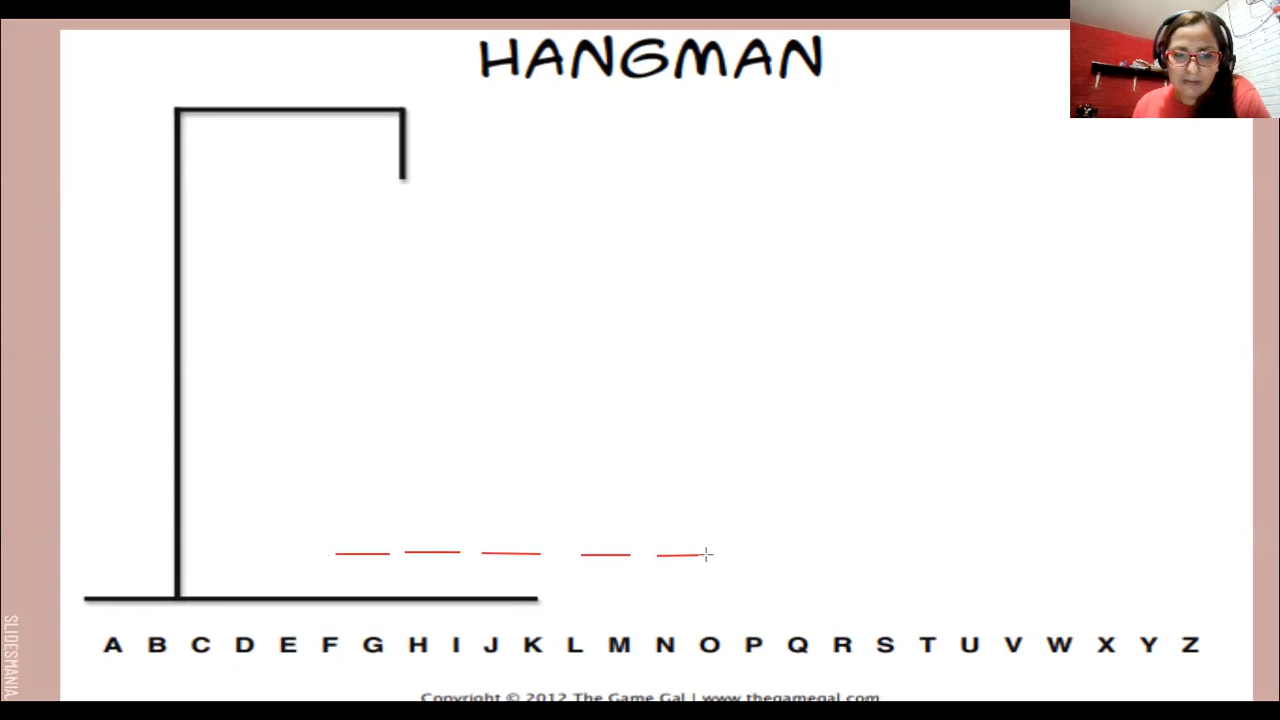 HANGMAN
A B C D E F G H I J K L M N O P Q R S T U V W X Y Z
Copyright © 2012 The Game Gal | www.thegamegal.com
SLIDESMANIA